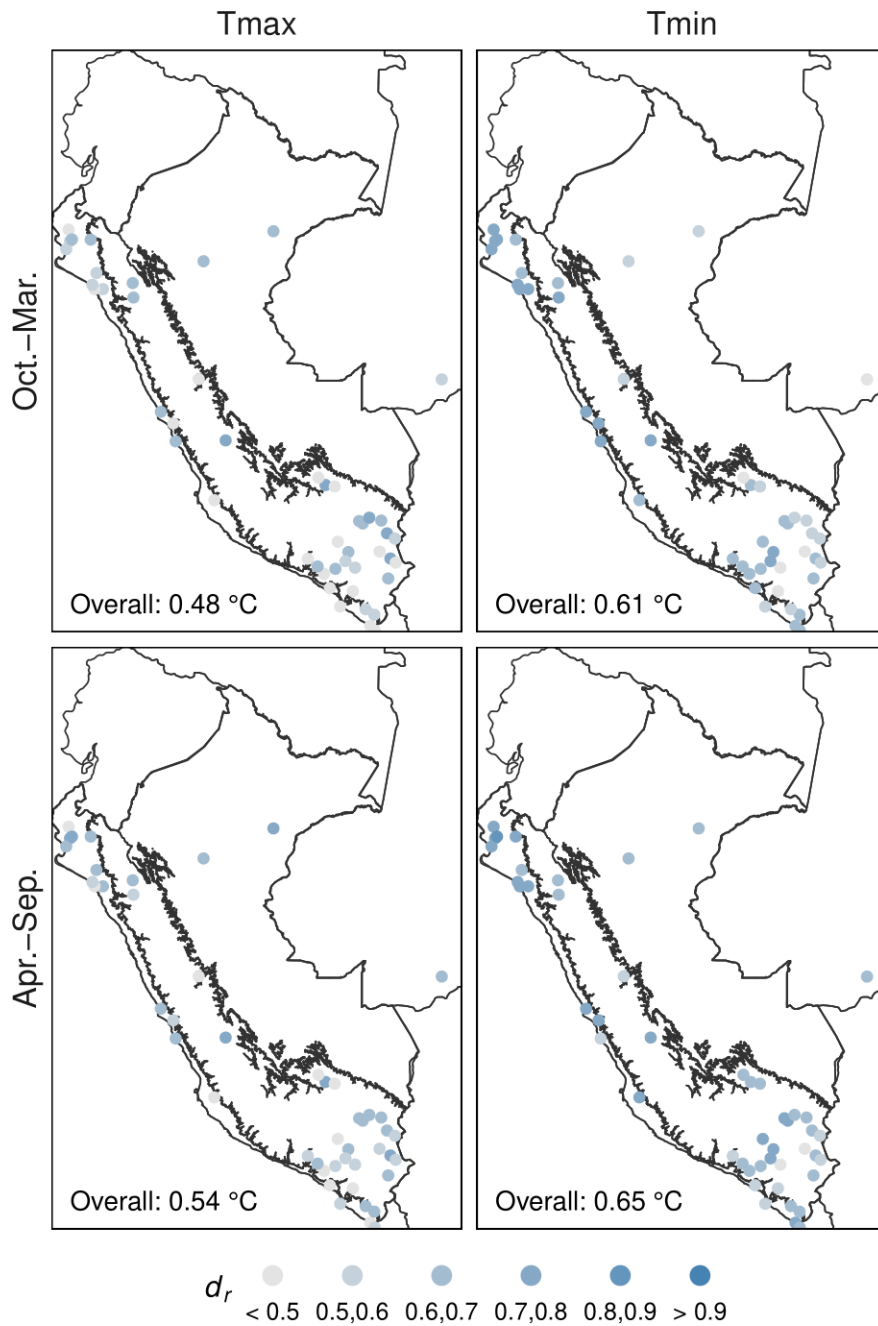 Tmax Tmin
Oct.–Mar.
Overall: 0.48 °C Overall: 0.61 °C
Apr.–Sep.
Overall: 0.54 °C Overall: 0.65 °C
dr
< 0.5 0.5,0.6 0.6,0.7 0.7,0.8 0.8,0.9 > 0.9